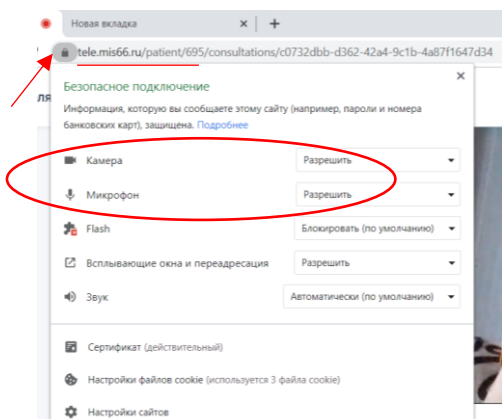 Новая вкладка
tele.mis66.ru/patient/695/consultations/c0732dbb-d362-42a4-9c1b-4a87f1647d34
ля
Безопасное подключение
Информация, которую вы сообщаете этому сайту (например, пароли и номера
банковских карт), защищена. Подробнее
Камера Разрешить
Микрофон Разрешить
Flash Блокировать (по умолчанию)
Всплывающие окна и переадресация Разрешить
Звук Автоматически (по умолчанию)
Сертификат (действительный)
Настройки файлов cookie (используется 3 файла cookie)
Настройки сайтов